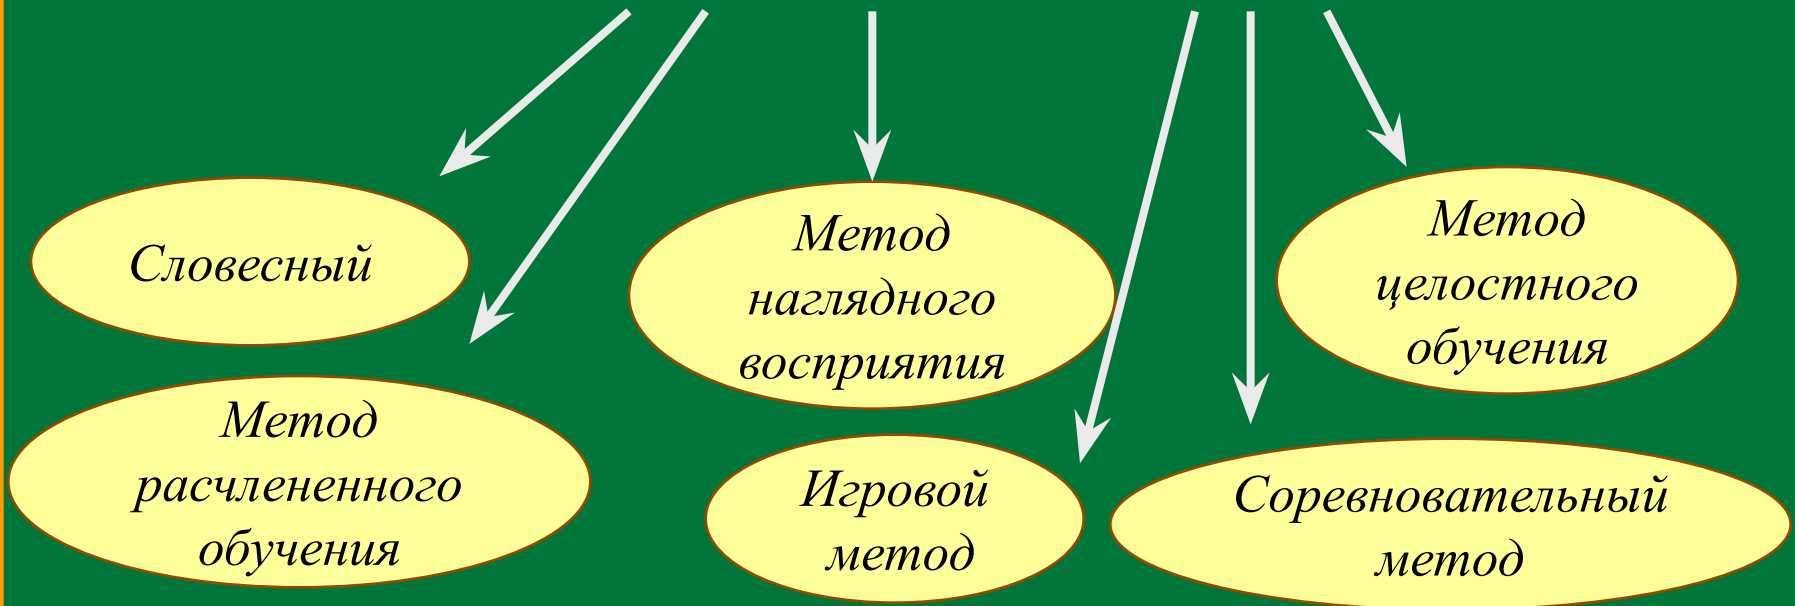 Словесный
Метод
наглядного
восприятия
Метод
целостного
обучения
Метод
расчлененного
обучения
Игровой
метод
Соревновательный
метод